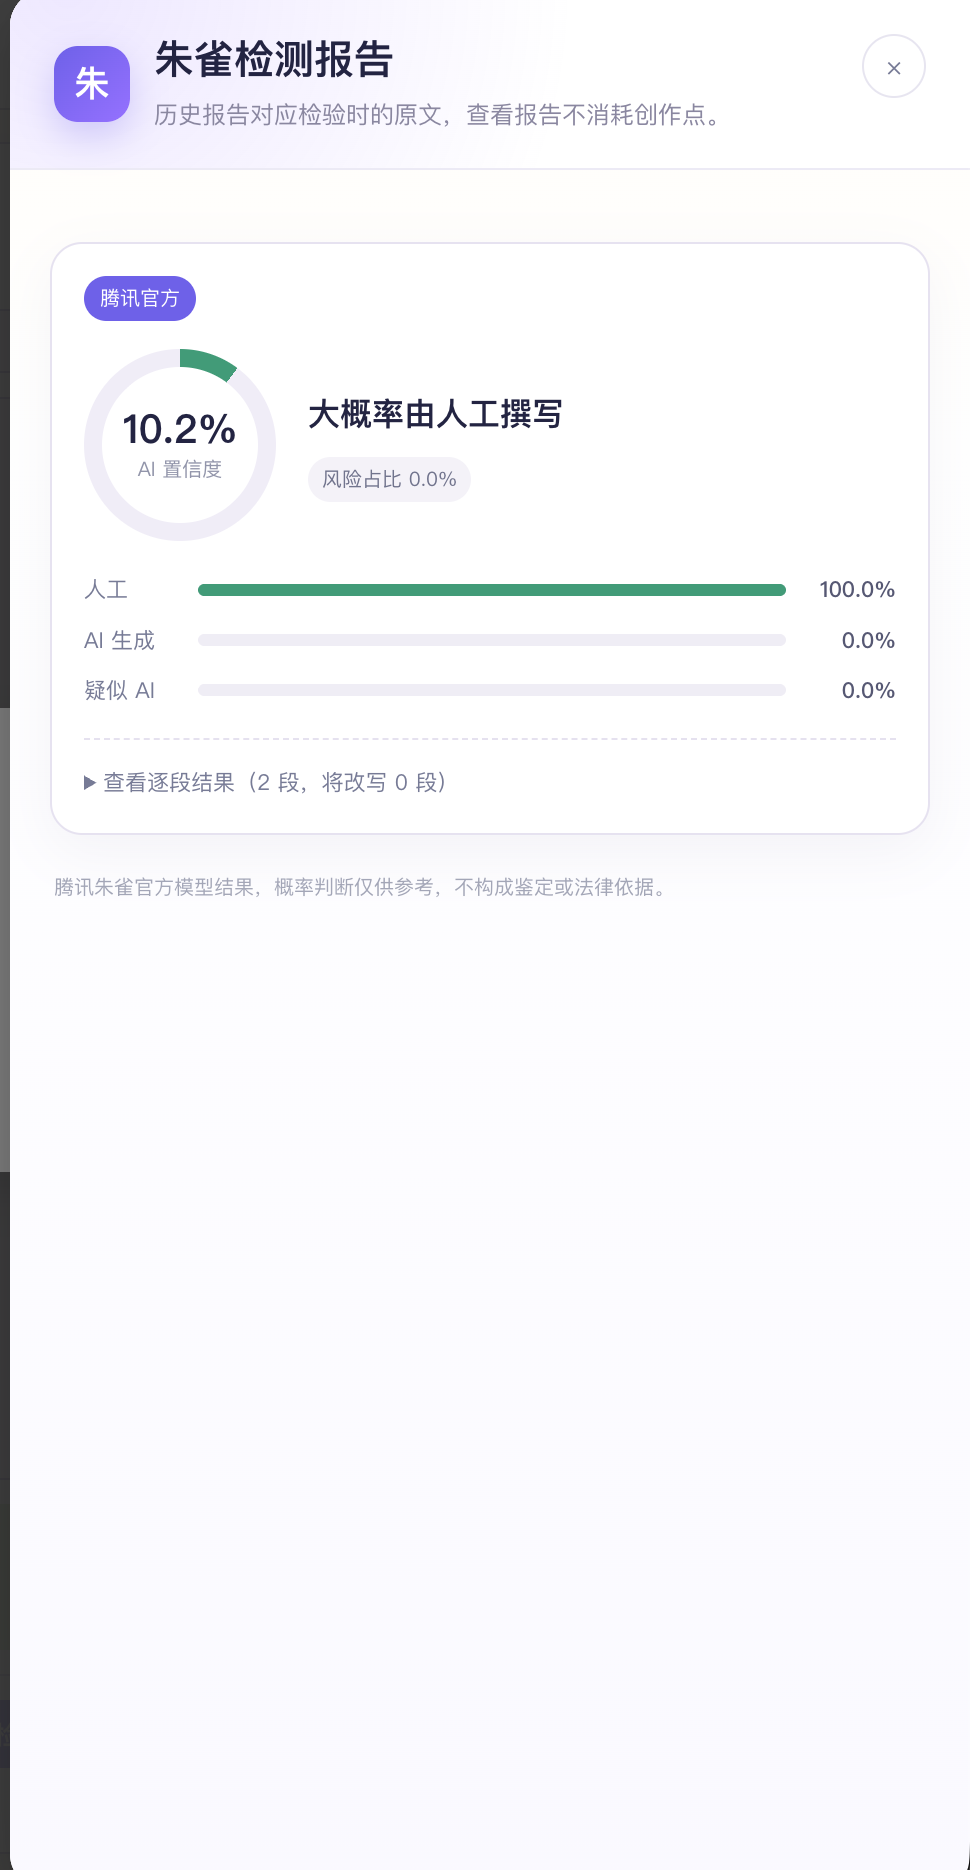 朱
朱雀检测报告
历史报告对应检验时的原文，查看报告不消耗创作点。
×
腾讯官方
10.2%
AI 置信度
大概率由人工撰写
风险占比 0.0%
人工 100.0%
AI 生成 0.0%
疑似 AI 0.0%
▶ 查看逐段结果（2 段，将改写 0 段）
腾讯朱雀官方模型结果，概率判断仅供参考，不构成鉴定或法律依据。